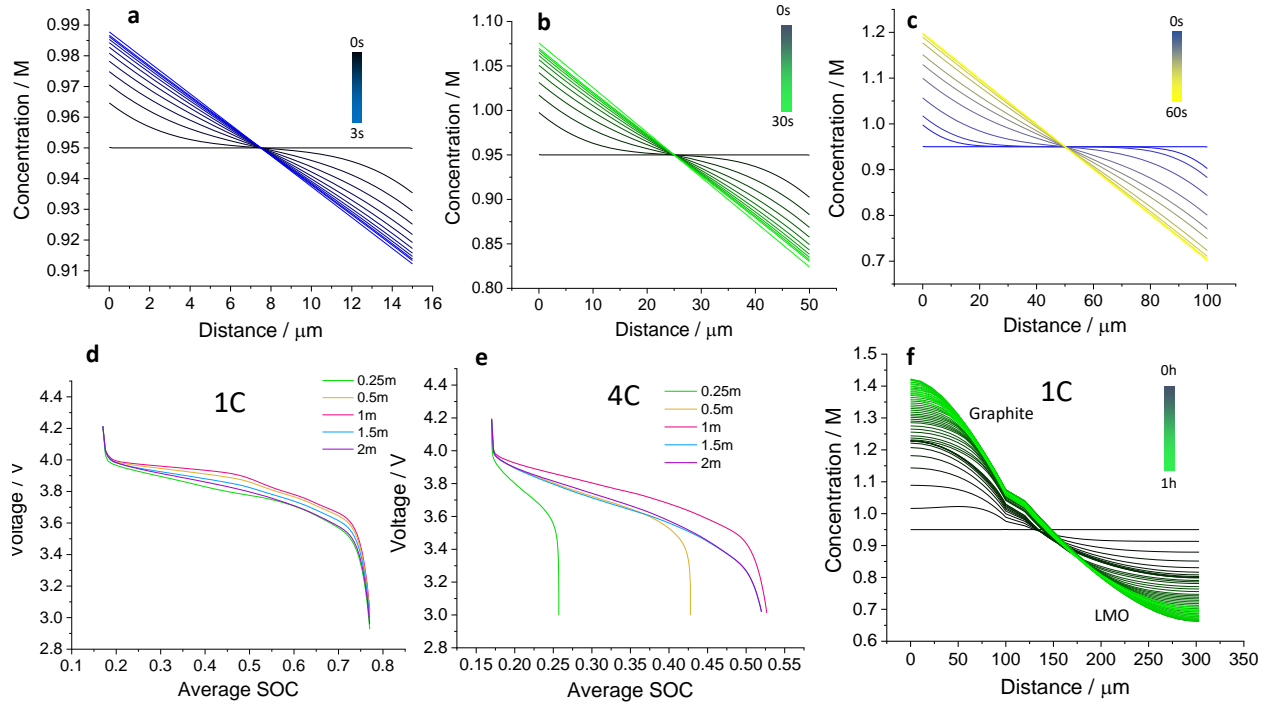 a
0.99
0.98
0.97
0.96
0.95
0.94
0.93
0.92
0.91
0 2 4 6 8 10 12 14 16
Concentration / M
Distance / μm
0s
3s
b
1.10
1.05
1.00
0.95
0.90
0.85
0.80
0 10 20 30 40 50
Concentration / M
Distance / μm
0s
30s
c
1.2
1.1
1.0
0.9
0.8
0.7
0 20 40 60 80 100
Concentration / M
Distance / μm
0s
60s
d
1C
0.25m
0.5m
1m
1.5m
2m
4.4
4.2
4.0
3.8
3.6
3.4
3.2
3.0
2.8
0.1 0.2 0.3 0.4 0.5 0.6 0.7 0.8
Voltage / v
Average SOC
e
4C
0.25m
0.5m
1m
1.5m
2m
4.4
4.2
4.0
3.8
3.6
3.4
3.2
3.0
2.8
0.15 0.20 0.25 0.30 0.35 0.40 0.45 0.50 0.55
Voltage / V
Average SOC
f
1C
Graphite
LMO
0h
1h
1.5
1.4
1.3
1.2
1.1
1.0
0.9
0.8
0.7
0.6
0 50 100 150 200 250 300 350
Concentration / M
Distance / μm